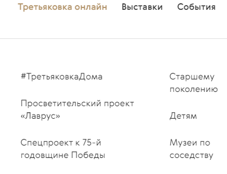 Третьяковка онлайн Выставки События
#ТретьяковкаДома
Просветительский проект
«Лаврус»
Спецпроект к 75-й
годовщине Победы
Старшему
поколению
Детям
Музеи по
соседству